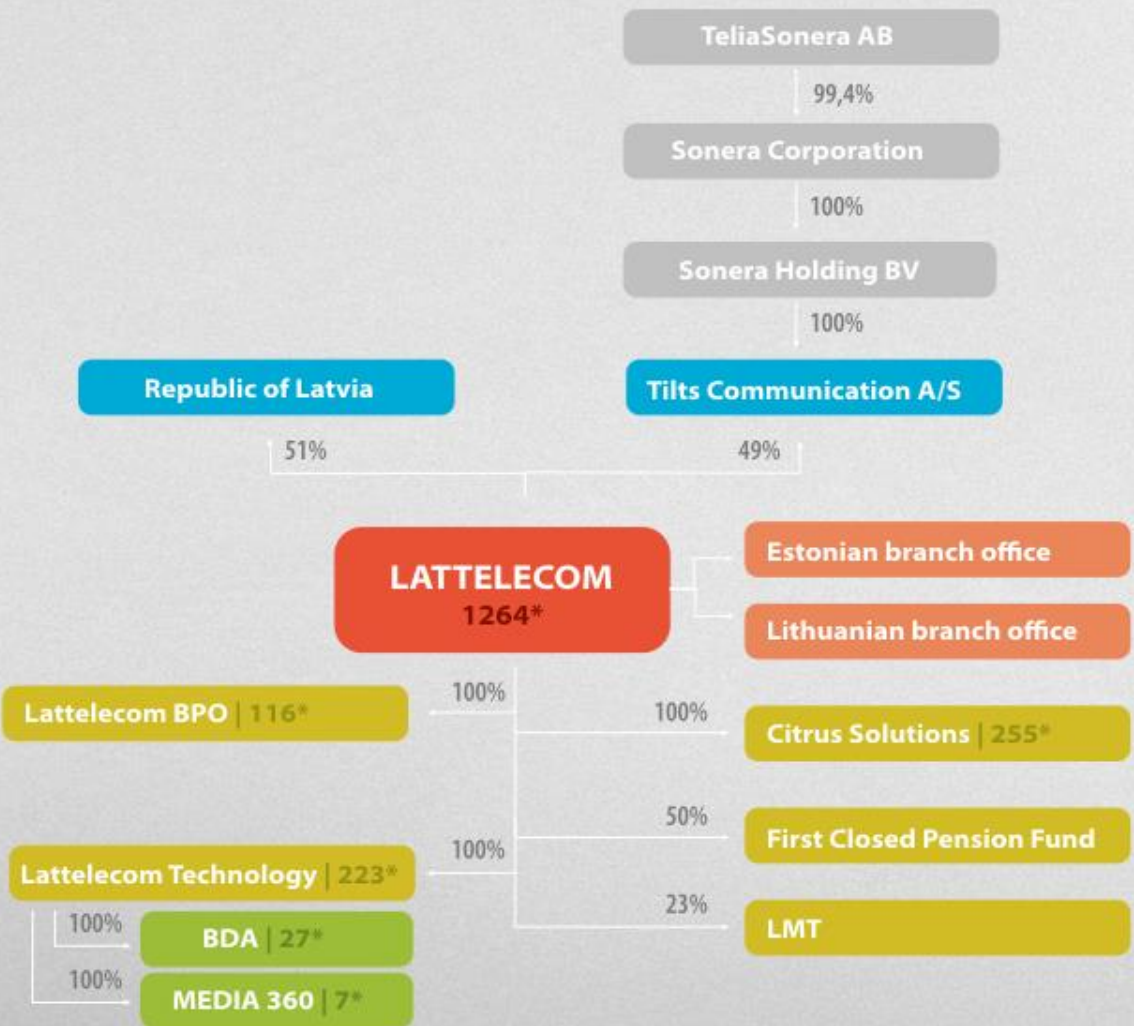 TeliaSonera AB
99,4%
Sonera Corporation
100%
Sonera Holding BV
100%
Republic of Latvia
Tilts Communication A/S
51%
49%
LATTELECOM
1264*
Estonian branch office
Lithuanian branch office
100%
Lattelecom BPO | 116*
100%
Citrus Solutions | 255*
50%
First Closed Pension Fund
100%
Lattelecom Technology | 223*
23%
LMT
100%
BDA | 27*
100%
MEDIA 360 | 7*